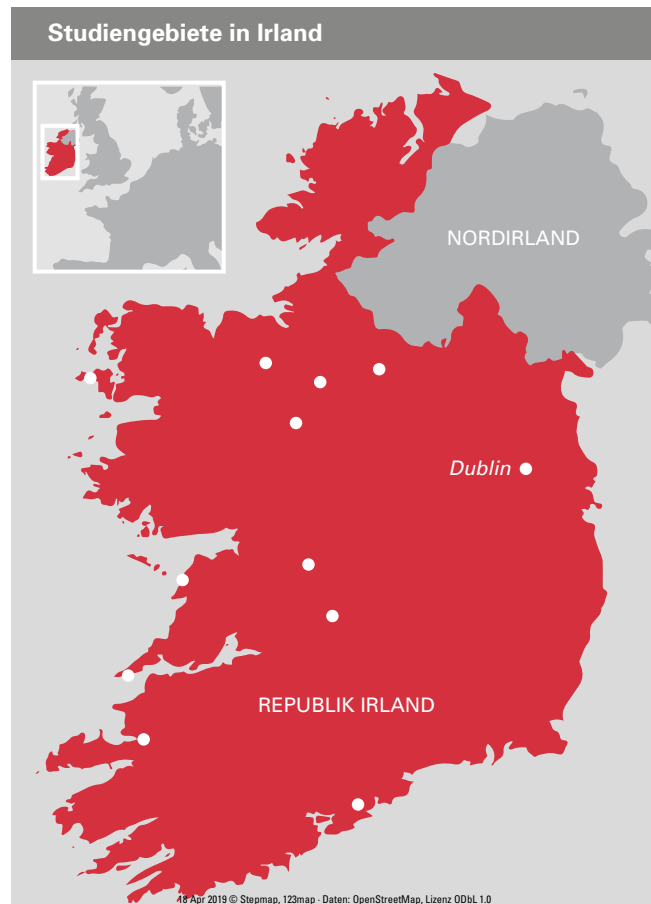 Studiengebiete in Irland
NORDIRLAND
Dublin
REPUBLIK IRLAND
18 Apr 2019 © Stepmap, 123map - Daten: OpenStreetMap, Lizenz ODbL 1.0